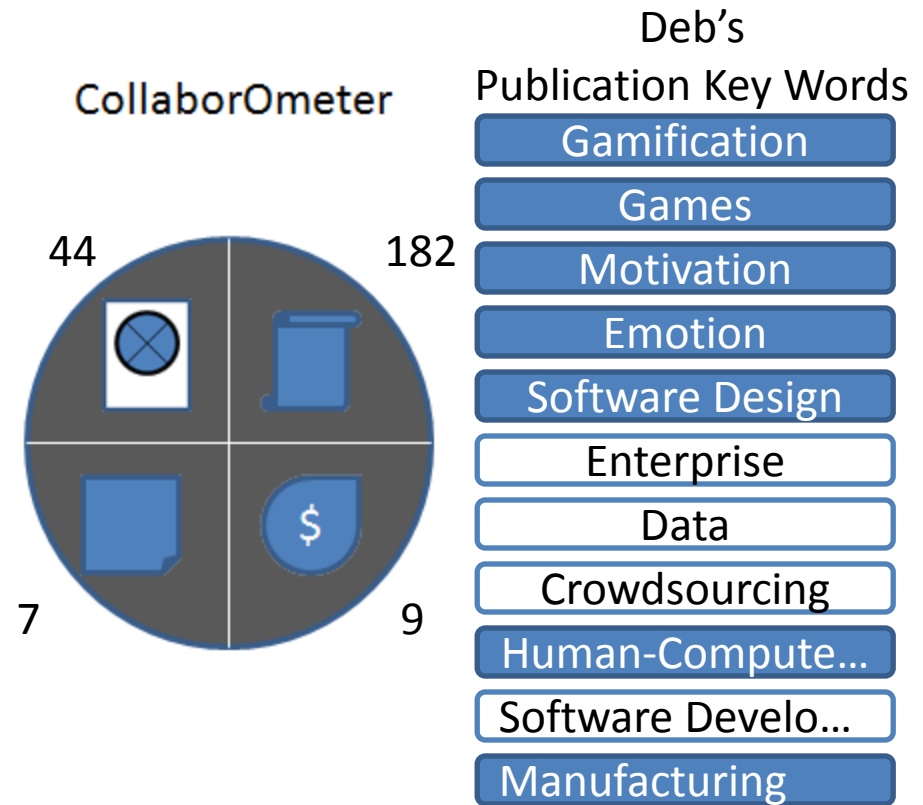 CollaborOmeter
44
182
$
7
9
Deb's
Publication Key Words
Gamification
Games
Motivation
Emotion
Software Design
Enterprise
Data
Crowdsourcing
Human-Compute...
Software Develo...
Manufacturing